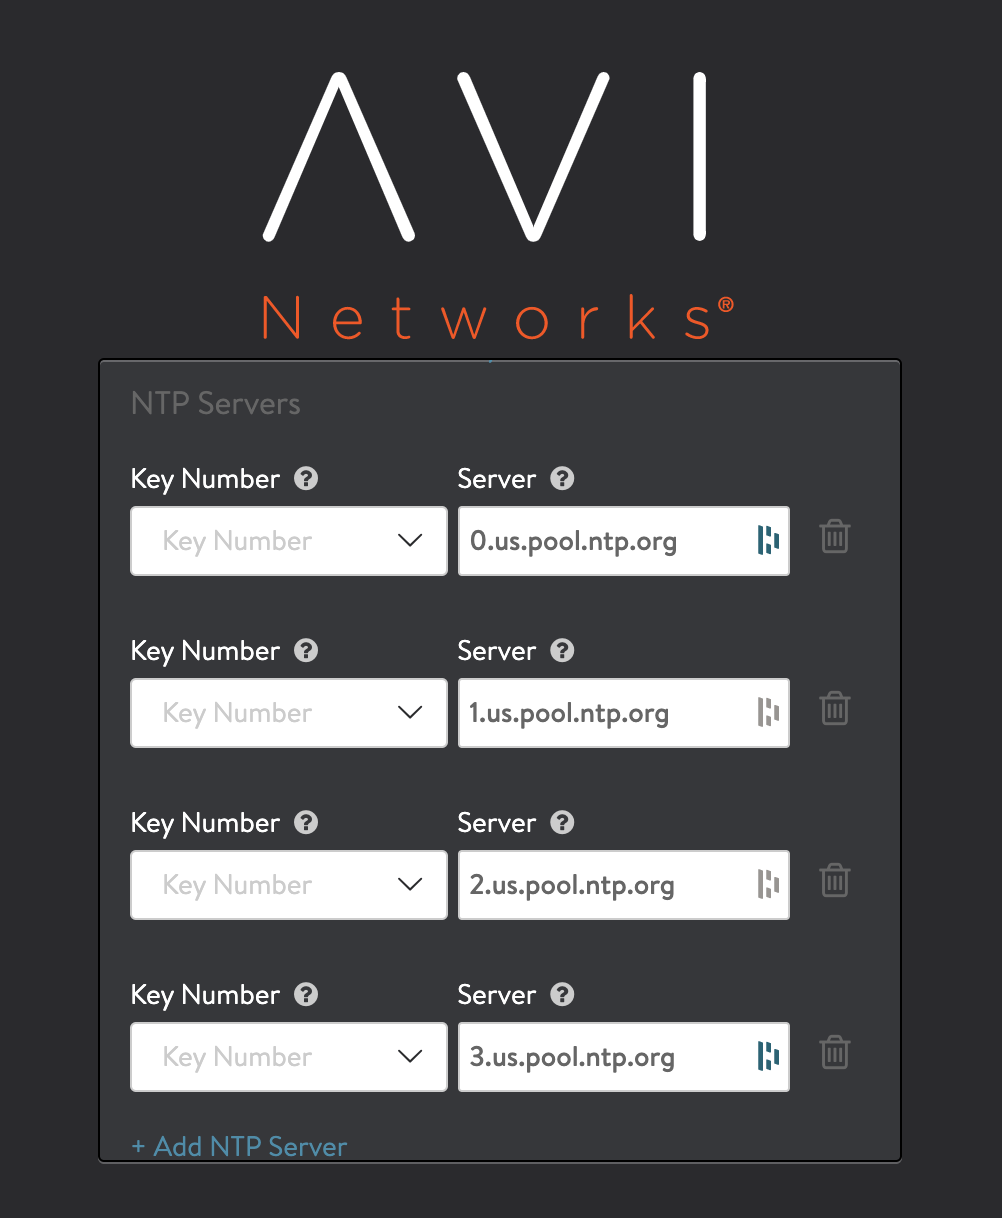 AVI
Networks®
NTP Servers
Key Number ? Server ?
Key Number 0.us.pool.ntp.org
Key Number ? Server ?
Key Number 1.us.pool.ntp.org
Key Number ? Server ?
Key Number 2.us.pool.ntp.org
Key Number ? Server ?
Key Number 3.us.pool.ntp.org
+ Add NTP Server